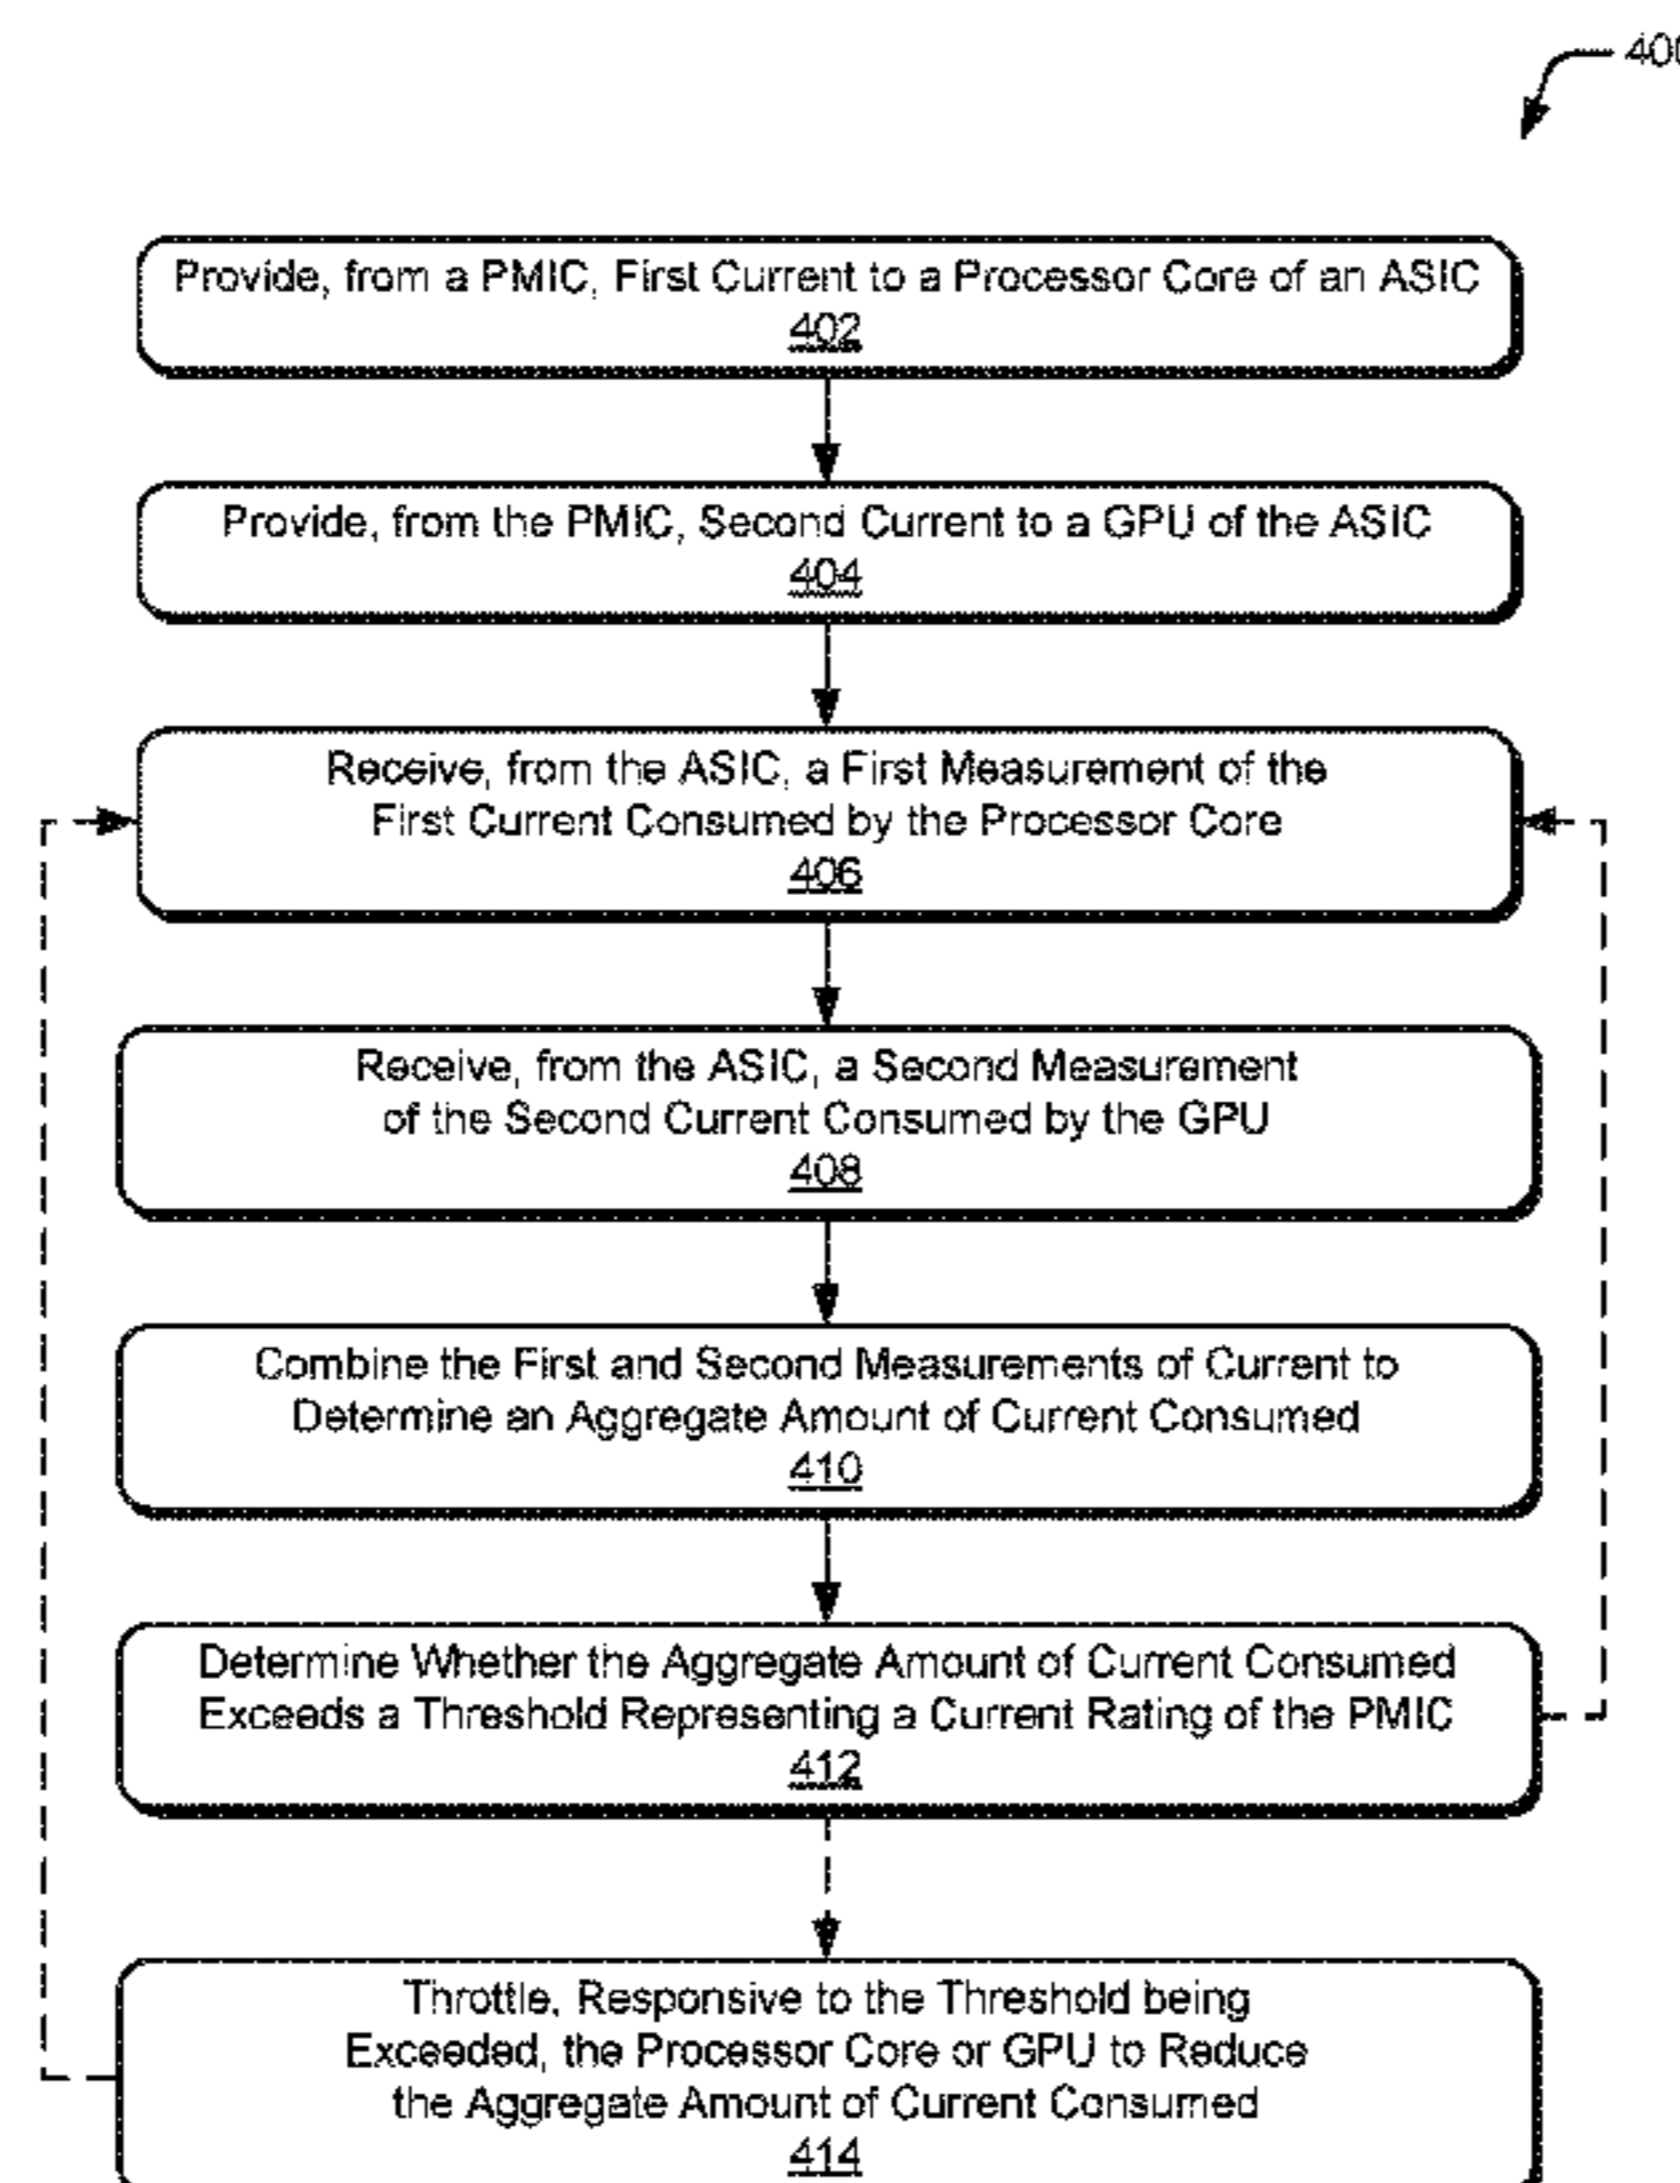 400
Provide, from a PMIC, First Current to a Processor Core of an ASIC
402
Provide, from the PMIC, Second Current to a GPU of the ASIC
404
Receive, from the ASIC, a First Measurement of the
First Current Consumed by the Processor Core
406
Receive, from the ASIC, a Second Measurement
of the Second Current Consumed by the GPU
408
Combine the First and Second Measurements of Current to
Determine an Aggregate Amount of Current Consumed
410
Determine Whether the Aggregate Amount of Current Consumed
Exceeds a Threshold Representing a Current Rating of the PMIC
412
Throttle, Responsive to the Threshold being
Exceeded, the Processor Core or GPU to Reduce
the Aggregate Amount of Current Consumed
414